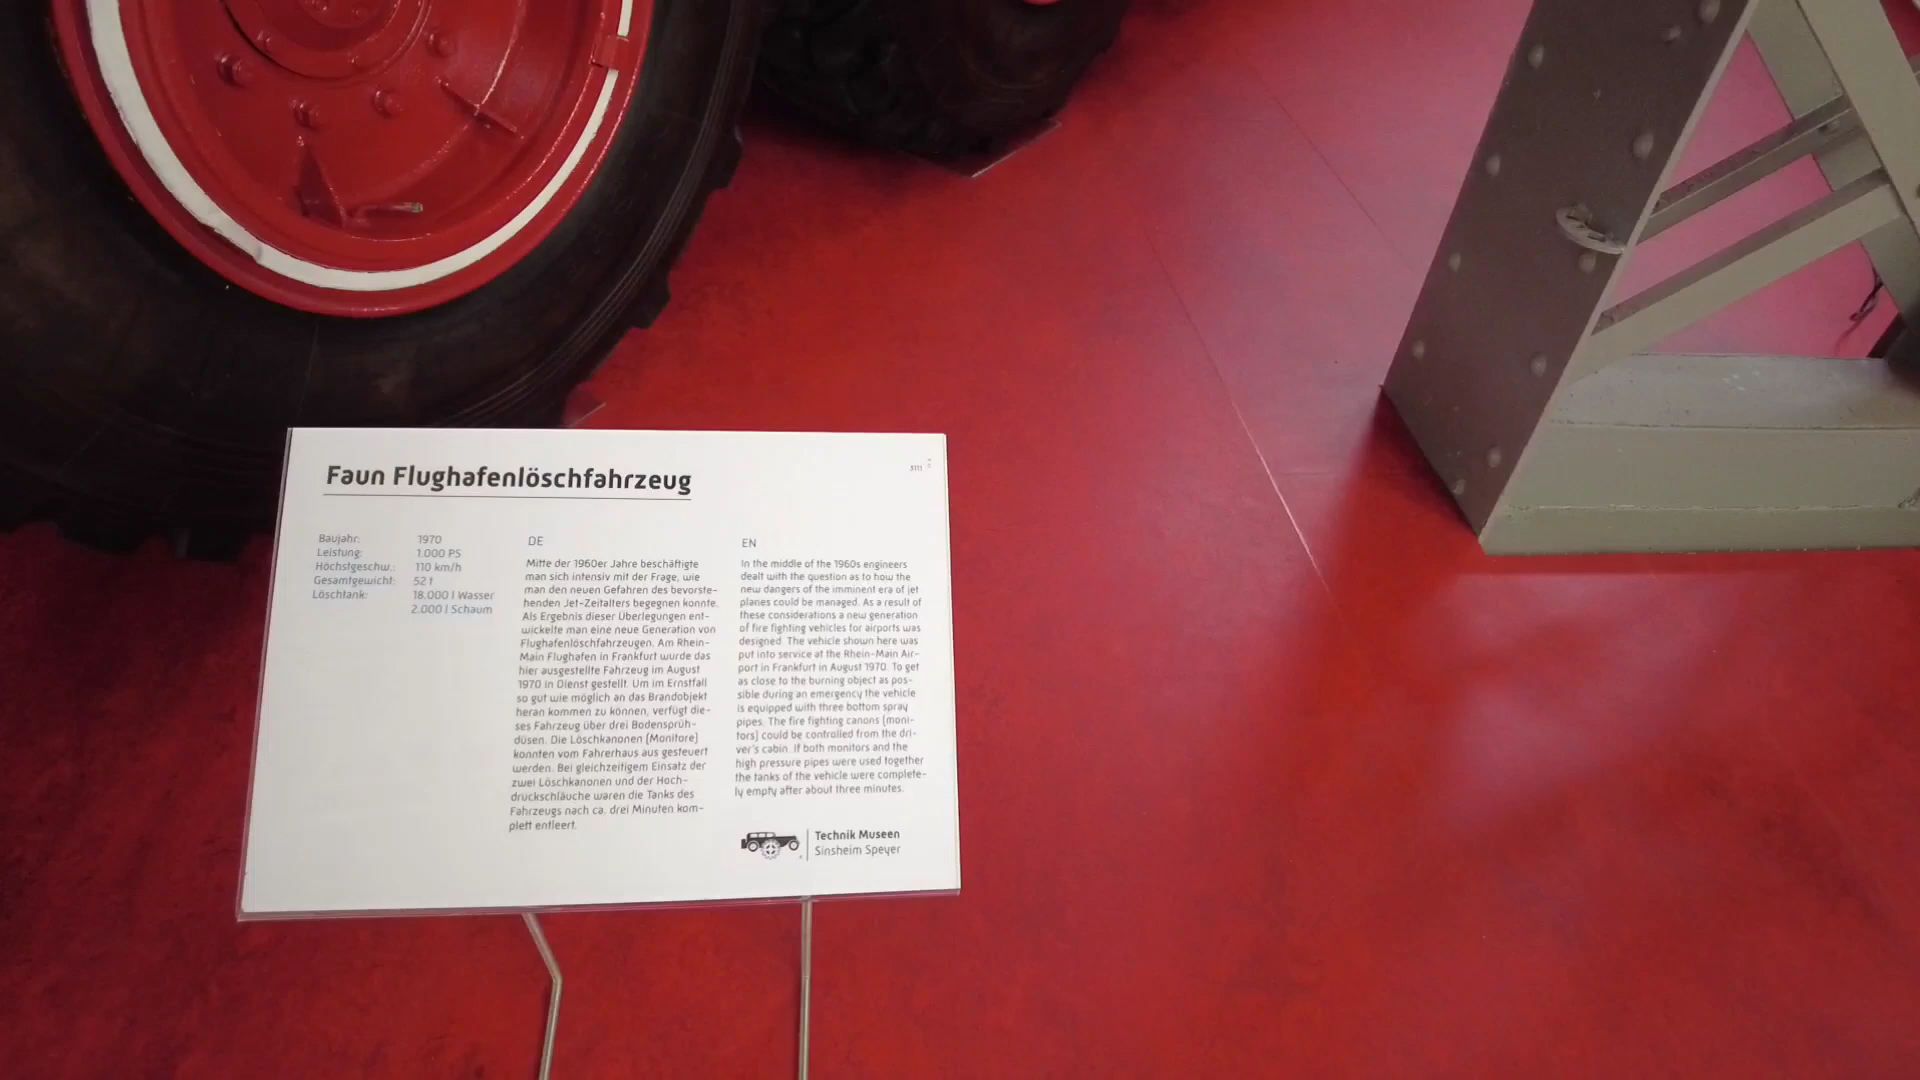 Faun Flughafenlöschfahrzeug
3111
Baujahr: 1970
Leistung: 1.000 PS
Höchstgeschw.: 110 km/h
Gesamtgewicht: 52 t
Löschtank: 18.000 l Wasser
2.000 l Schaum
DE
Mitte der 1960er Jahre beschäftigte
man sich intensiv mit der Frage, wie
man den neuen Gefahren des bevorste-
henden Jet-Zeitalters begegnen konnte.
Als Ergebnis dieser Überlegungen ent-
wickelte man eine neue Generation von
Flughafenlöschfahrzeugen. Am Rhein-
Main Flughafen in Frankfurt wurde das
hier ausgestellte Fahrzeug im August
1970 in Dienst gestellt. Um im Ernstfall
so gut wie möglich an das Brandobjekt
heran kommen zu können, verfügt die-
ses Fahrzeug über drei Bodensprüh-
düsen. Die Löschkanonen (Monitore)
konnten vom Fahrerhaus aus gesteuert
werden. Bei gleichzeitigem Einsatz der
zwei Löschkanonen und der Hoch-
druckschläuche waren die Tanks des
Fahrzeugs nach ca. drei Minuten kom-
plett entleert.
EN
In the middle of the 1960s engineers
dealt with the question as to how the
new dangers of the imminent era of jet
planes could be managed. As a result of
these considerations a new generation
of fire fighting vehicles for airports was
designed. The vehicle shown here was
put into service at the Rhein-Main Air-
port in Frankfurt in August 1970. To get
as close to the burning object as pos-
sible during an emergency the vehicle
is equipped with three bottom spray
pipes. The fire fighting canons (moni-
tors) could be controlled from the dri-
ver's cabin. If both monitors and the
high pressure pipes were used together
the tanks of the vehicle were complete-
ly empty after about three minutes.
Technik Museen
Sinsheim Speyer